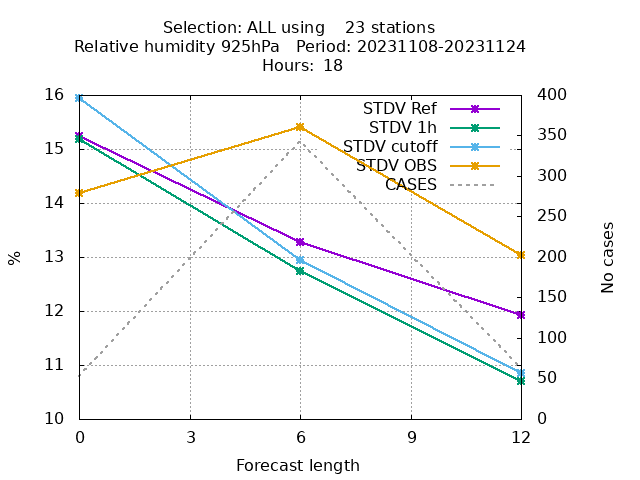 Selection: ALL using    23 stations
Relative humidity 925hPa   Period: 20231108-20231124
Hours: 18
STDV Ref
STDV 1h
STDV cutoff
STDV OBS
CASES
16
15
14
13
12
11
10
%
400
350
300
250
200
150
100
50
0
No cases
0 3 6 9 12
Forecast length